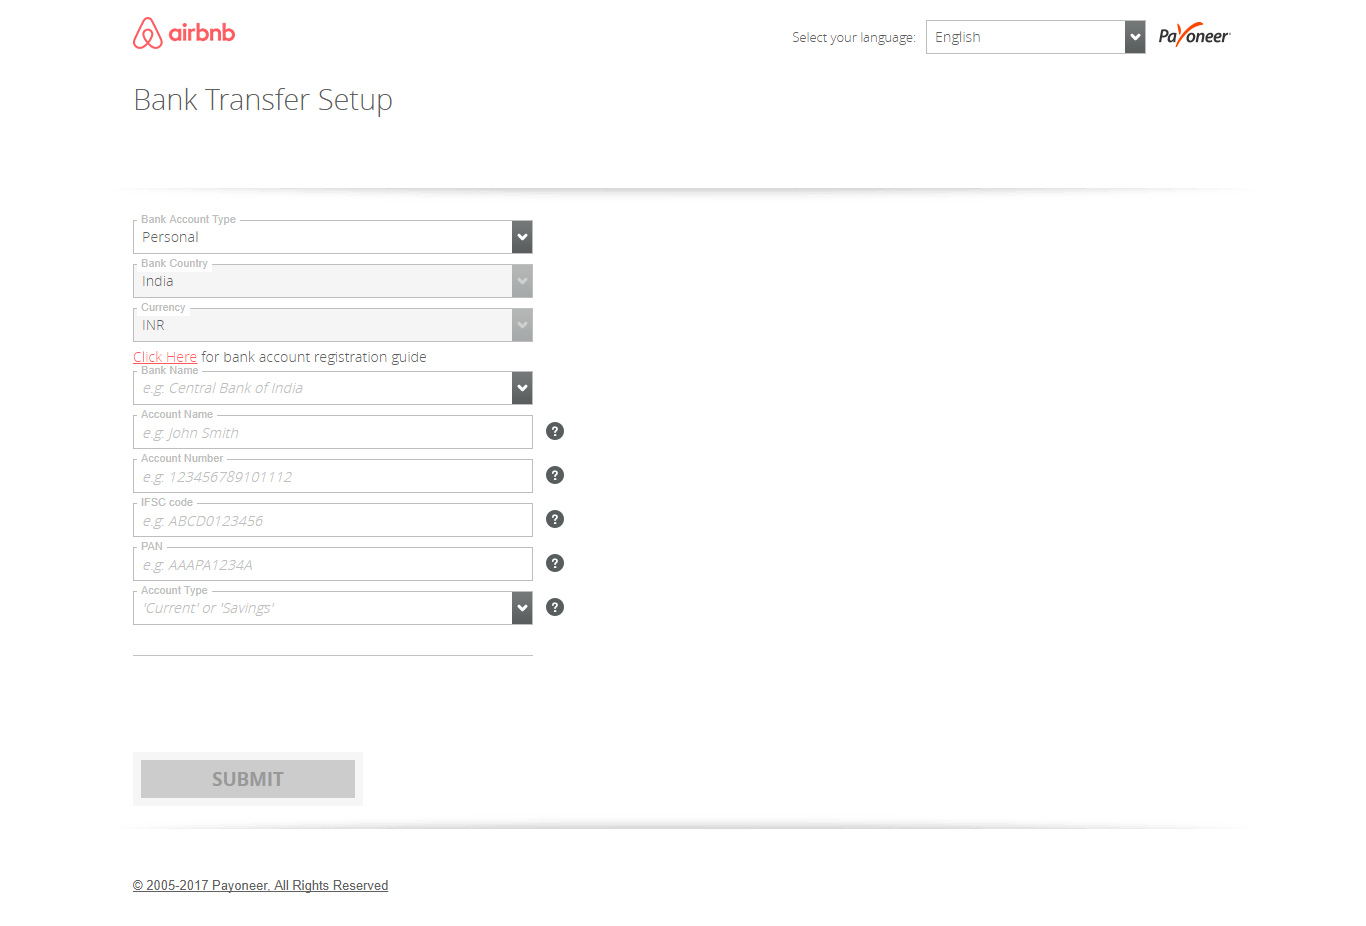 airbnb
Select your language: English Payoneer
Bank Transfer Setup
Bank Account Type
Personal
Bank Country
India
Currency
INR
Click Here for bank account registration guide
Bank Name
e.g. Central Bank of India
Account Name
e.g. John Smith
?
Account Number
e.g. 123456789101112
?
IFSC code
e.g. ABCD0123456
?
PAN
e.g. AAAPA1234A
?
Account Type
'Current' or 'Savings'
?
SUBMIT
© 2005-2017 Payoneer, All Rights Reserved